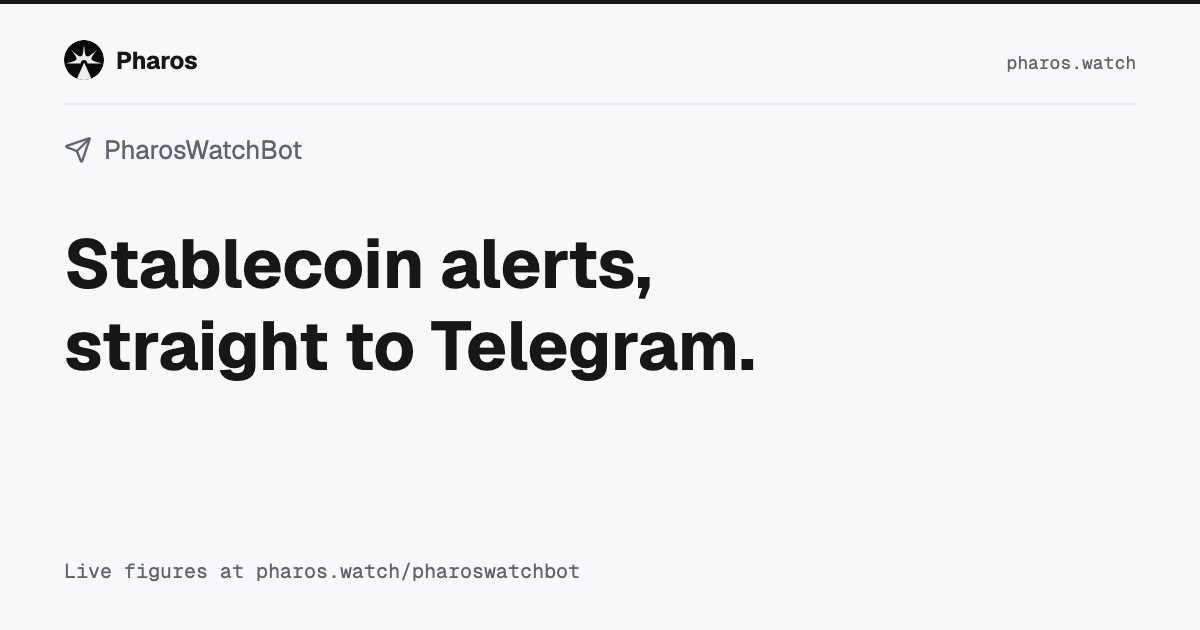 Pharos
pharos.watch
PharosWatchBot
Stablecoin alerts,
straight to Telegram.
Live figures at pharos.watch/pharoswatchbot